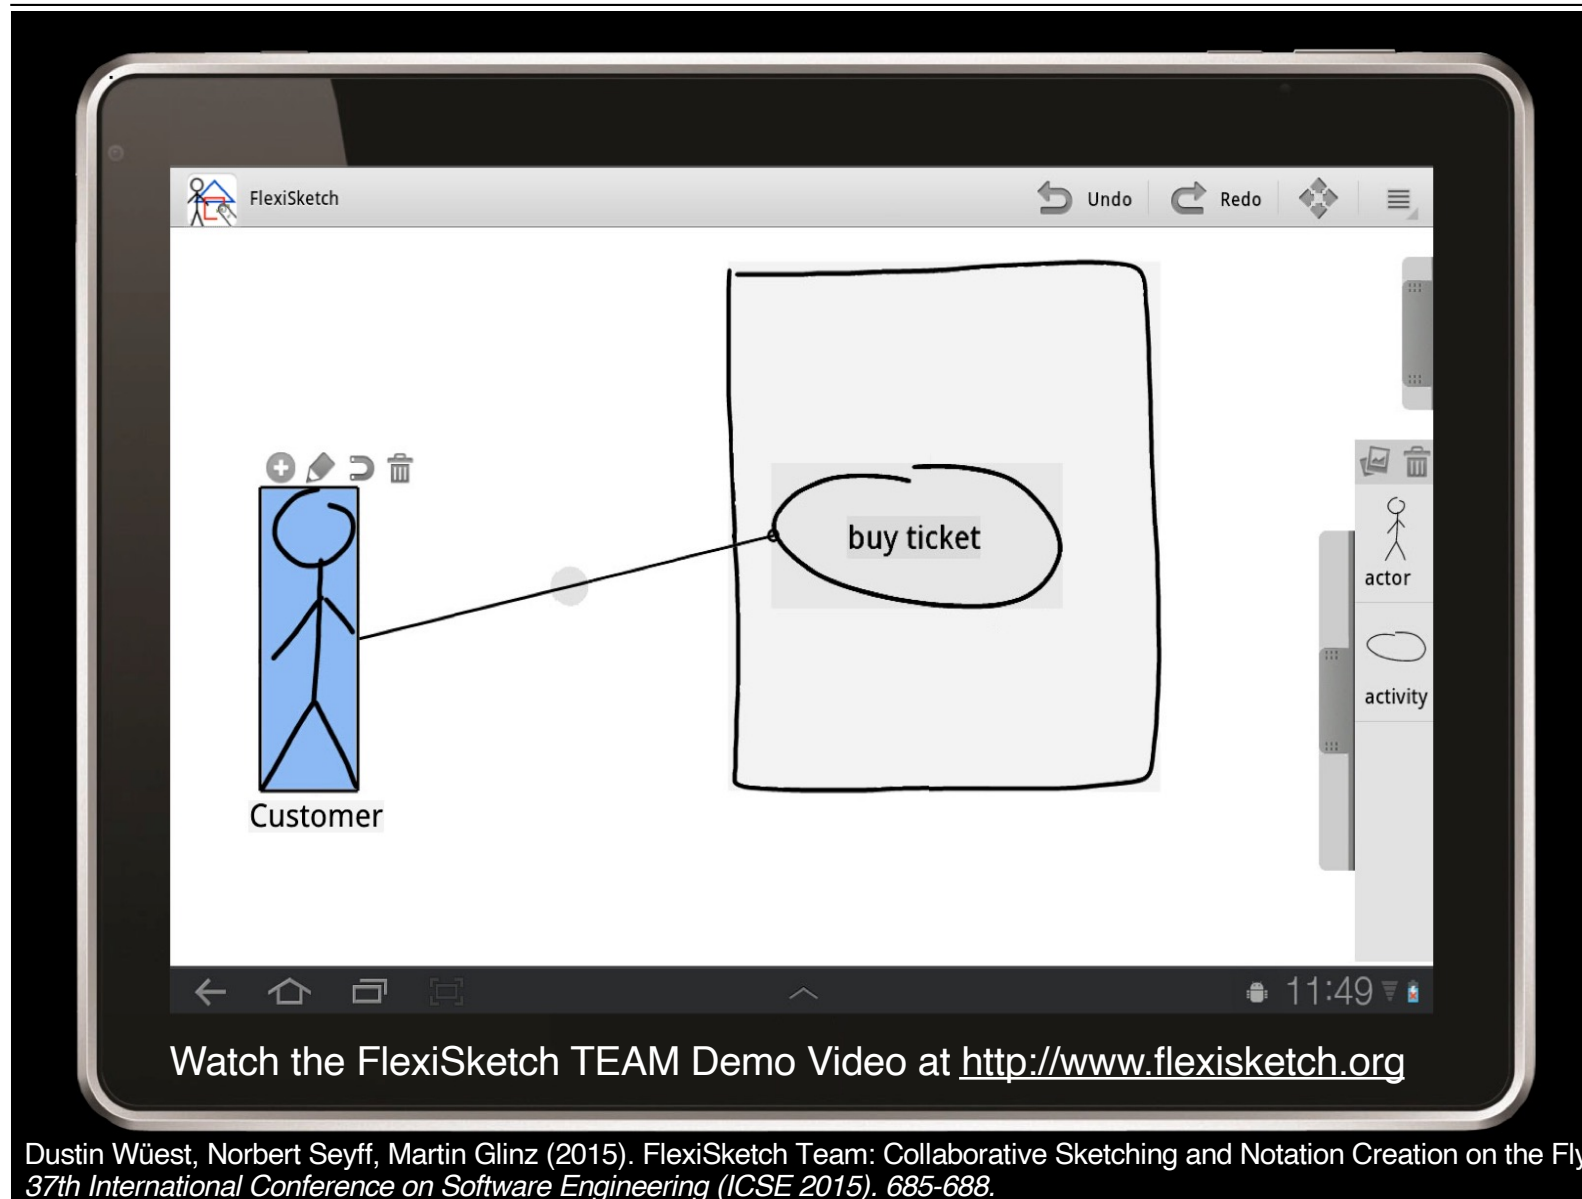 FlexiSketch
Undo
Redo
buy ticket
actor
activity
Customer
11:49
Watch the FlexiSketch TEAM Demo Video at http://www.flexisketch.org
Dustin Wüest, Norbert Seyff, Martin Glinz (2015). FlexiSketch Team: Collaborative Sketching and Notation Creation on the Fly
37th International Conference on Software Engineering (ICSE 2015). 685-688.